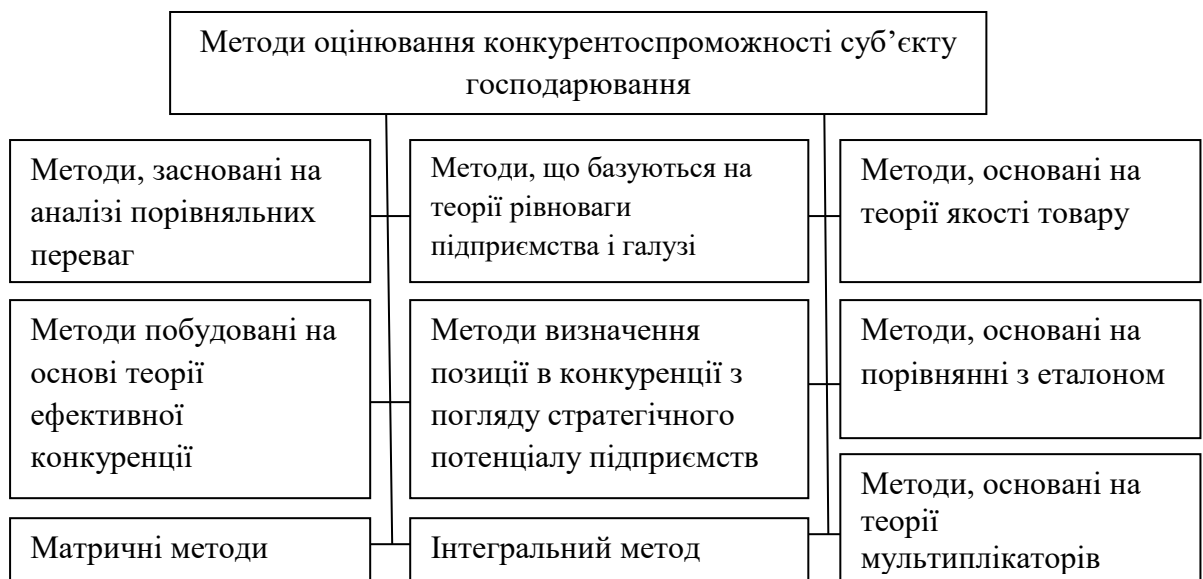 Методи оцінювання конкурентоспроможності суб’єкту
господарювання
Методи, засновані на
аналізі порівняльних
переваг
Методи, що базуються на
теорії рівноваги
підприємства і галузі
Методи, основані на
теорії якості товару
Методи побудовані на
основі теорії
ефективної
конкуренції
Методи визначення
позиції в конкуренції з
погляду стратегічного
потенціалу підприємств
Методи, основані на
порівнянні з еталоном
Матричні методи
Інтегральний метод
Методи, основані на
теорії
мультиплікаторів